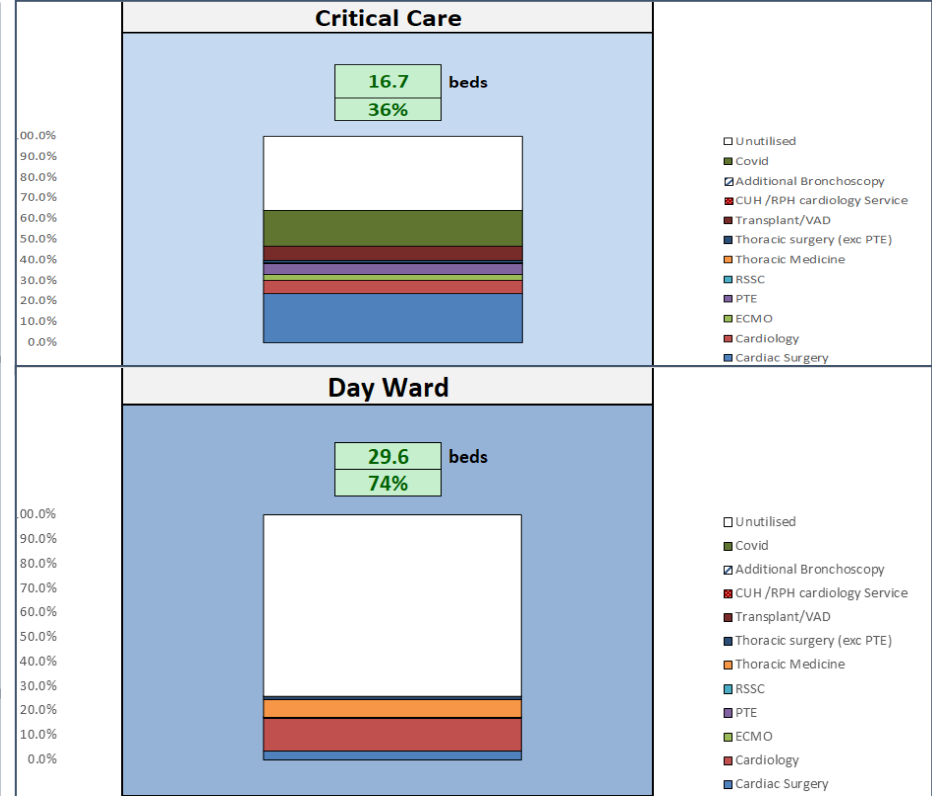 Critical Care
16.7 beds
36%
00.0%
90.0%
80.0%
70.0%
60.0%
50.0%
40.0%
30.0%
20.0%
10.0%
0.0%
Unutilised
Covid
Additional Bronchoscopy
CUH /RPH cardiology Service
Transplant/VAD
Thoracic surgery (exc PTE)
Thoracic Medicine
RSSC
PTE
ECMO
Cardiology
Cardiac Surgery
Day Ward
29.6 beds
74%
00.0%
90.0%
80.0%
70.0%
60.0%
50.0%
40.0%
30.0%
20.0%
10.0%
0.0%
Unutilised
Covid
Additional Bronchoscopy
CUH /RPH cardiology Service
Transplant/VAD
Thoracic surgery (exc PTE)
Thoracic Medicine
RSSC
PTE
ECMO
Cardiology
Cardiac Surgery